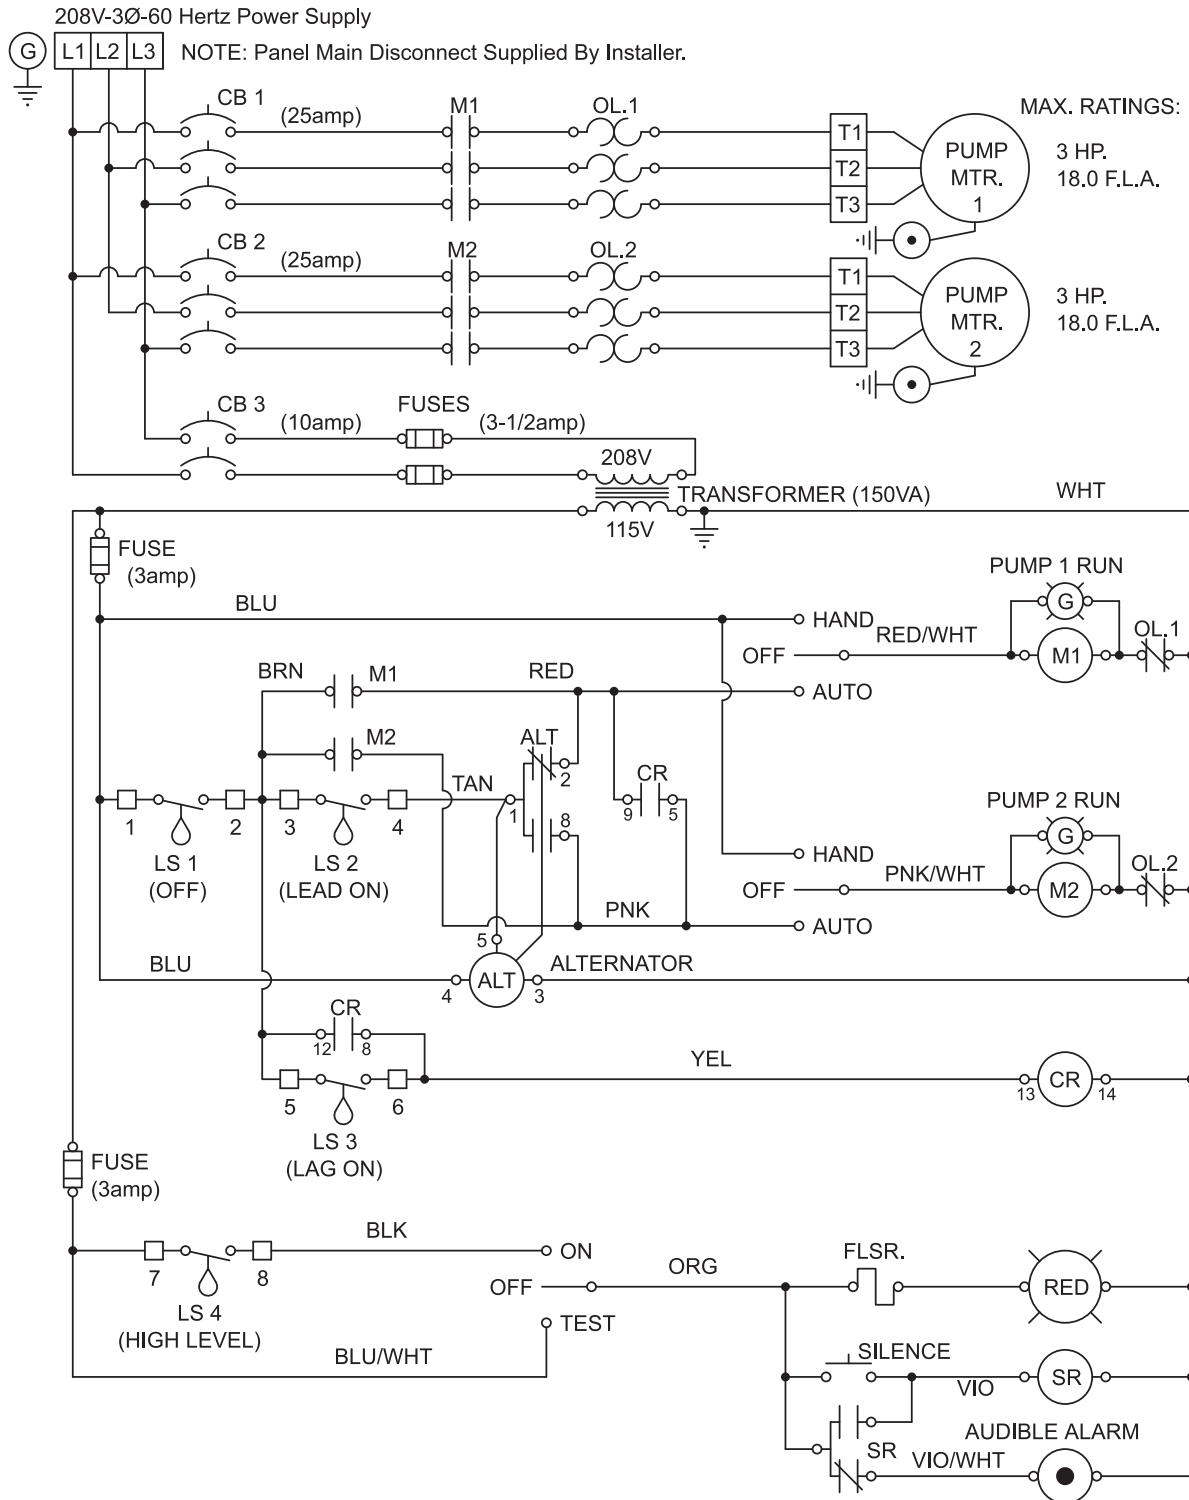 208V-3Ø-60 Hertz Power Supply
G L1 L2 L3 NOTE: Panel Main Disconnect Supplied By Installer.
CB 1 (25amp) M1 OL.1 MAX. RATINGS:
T1
T2
T3
PUMP
MTR.
1
3 HP.
18.0 F.L.A.
CB 2 (25amp) M2 OL.2
T1
T2
T3
PUMP
MTR.
2
3 HP.
18.0 F.L.A.
CB 3 (10amp) FUSES (3-1/2amp)
208V
TRANSFORMER (150VA) WHT
115V
FUSE
(3amp)
PUMP 1 RUN
BLU
G
HAND
OFF RED/WHT M1 OL.1
AUTO
BRN M1 RED
M2 ALT
2
TAN CR
1 9 5
8
1 2 3 4
LS 1
(OFF)
LS 2
(LEAD ON)
PUMP 2 RUN
G
HAND
OFF PNK/WHT M2 OL.2
AUTO
PNK
5
BLU 4 ALT 3 ALTERNATOR
CR
12 8
YEL 13 CR 14
5 6
LS 3
(LAG ON)
FUSE
(3amp)
BLK
ON
7 8
LS 4
(HIGH LEVEL)
OFF ORG FLSR. RED
TEST
BLU/WHT
SILENCE
VIO SR
SR AUDIBLE ALARM
VIO/WHT